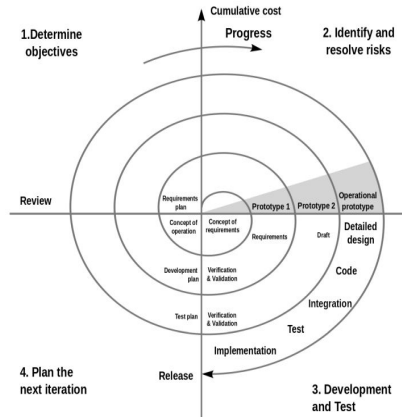 Cumulative cost
1.Determine
objectives
Progress
2. Identify and
resolve risks
Review
Requirements
plan
Prototype 1
Prototype 2
Operational
prototype
Concept of
operation
Concept of
requirements
Requirements
Draft
Detailed
design
Development
plan
Verification
& Validation
Code
Integration
Test plan
Verification
& Validation
Test
Implementation
4. Plan the
next iteration
Release
3. Development
and Test